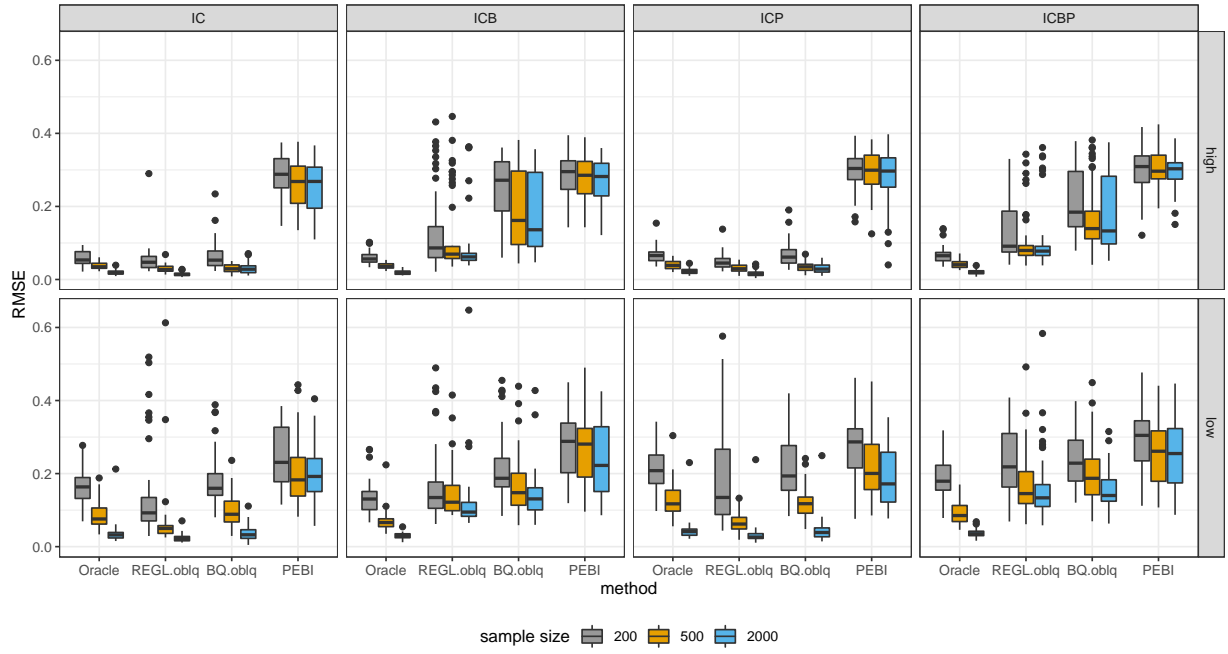 IC ICB ICP ICBP
0.6
0.4
0.2
0.0
high
0.6
0.4
0.2
0.0
low
RMSE
Oracle REGL.oblq BQ.oblq PEBI Oracle REGL.oblq BQ.oblq PEBI Oracle REGL.oblq BQ.oblq PEBI Oracle REGL.oblq BQ.oblq PEBI
method
sample size 200 500 2000